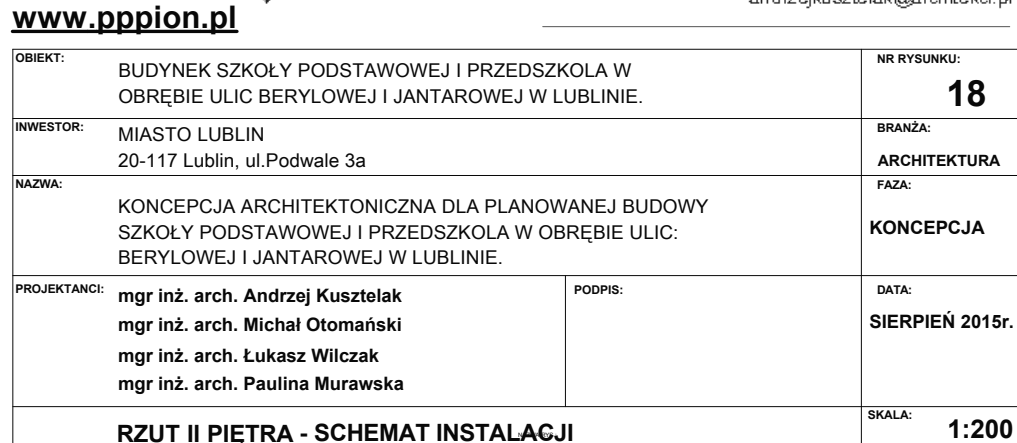 www.pppion.pl
OBIEKT:
BUDYNEK SZKOŁY PODSTAWOWEJ I PRZEDSZKOLA W
OBRĘBIE ULIC BERYLOWEJ I JANTAROWEJ W LUBLINIE.
NR RYSUNKU:
18
INWESTOR:
MIASTO LUBLIN
20-117 Lublin, ul.Podwale 3a
BRANŻA:
ARCHITEKTURA
NAZWA:
KONCEPCJA ARCHITEKTONICZNA DLA PLANOWANEJ BUDOWY
SZKOŁY PODSTAWOWEJ I PRZEDSZKOLA W OBRĘBIE ULIC:
BERYLOWEJ I JANTAROWEJ W LUBLINIE.
FAZA:
KONCEPCJA
PROJEKTANCI:
mgr inż. arch. Andrzej Kusztelak
mgr inż. arch. Michał Otomański
mgr inż. arch. Łukasz Wilczak
mgr inż. arch. Paulina Murawska
PODPIS:
DATA:
SIERPIEŃ 2015r.
RZUT II PIĘTRA - SCHEMAT INSTALACJI
SKALA:
1:200